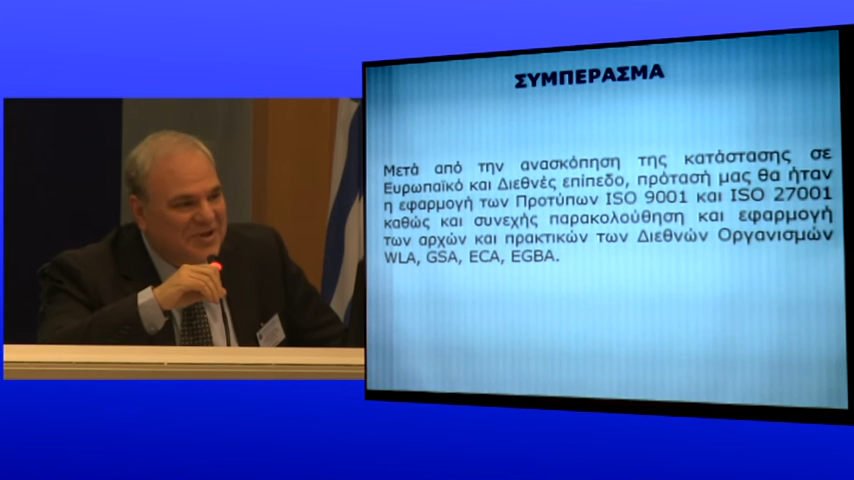 ΣΥΜΠΕΡΑΣΜΑ
Μετά από την ανασκόπηση της κατάστασης σε
Ευρωπαϊκό και Διεθνές επίπεδο, πρότασή μας θα ήταν
η εφαρμογή των Προτύπων ISO 9001 και ISO 27001
καθώς και συνεχής παρακολούθηση και εφαρμογή
των αρχών και πρακτικών των Διεθνών Οργανισμών
WLA, GSA, ECA, EGBA.